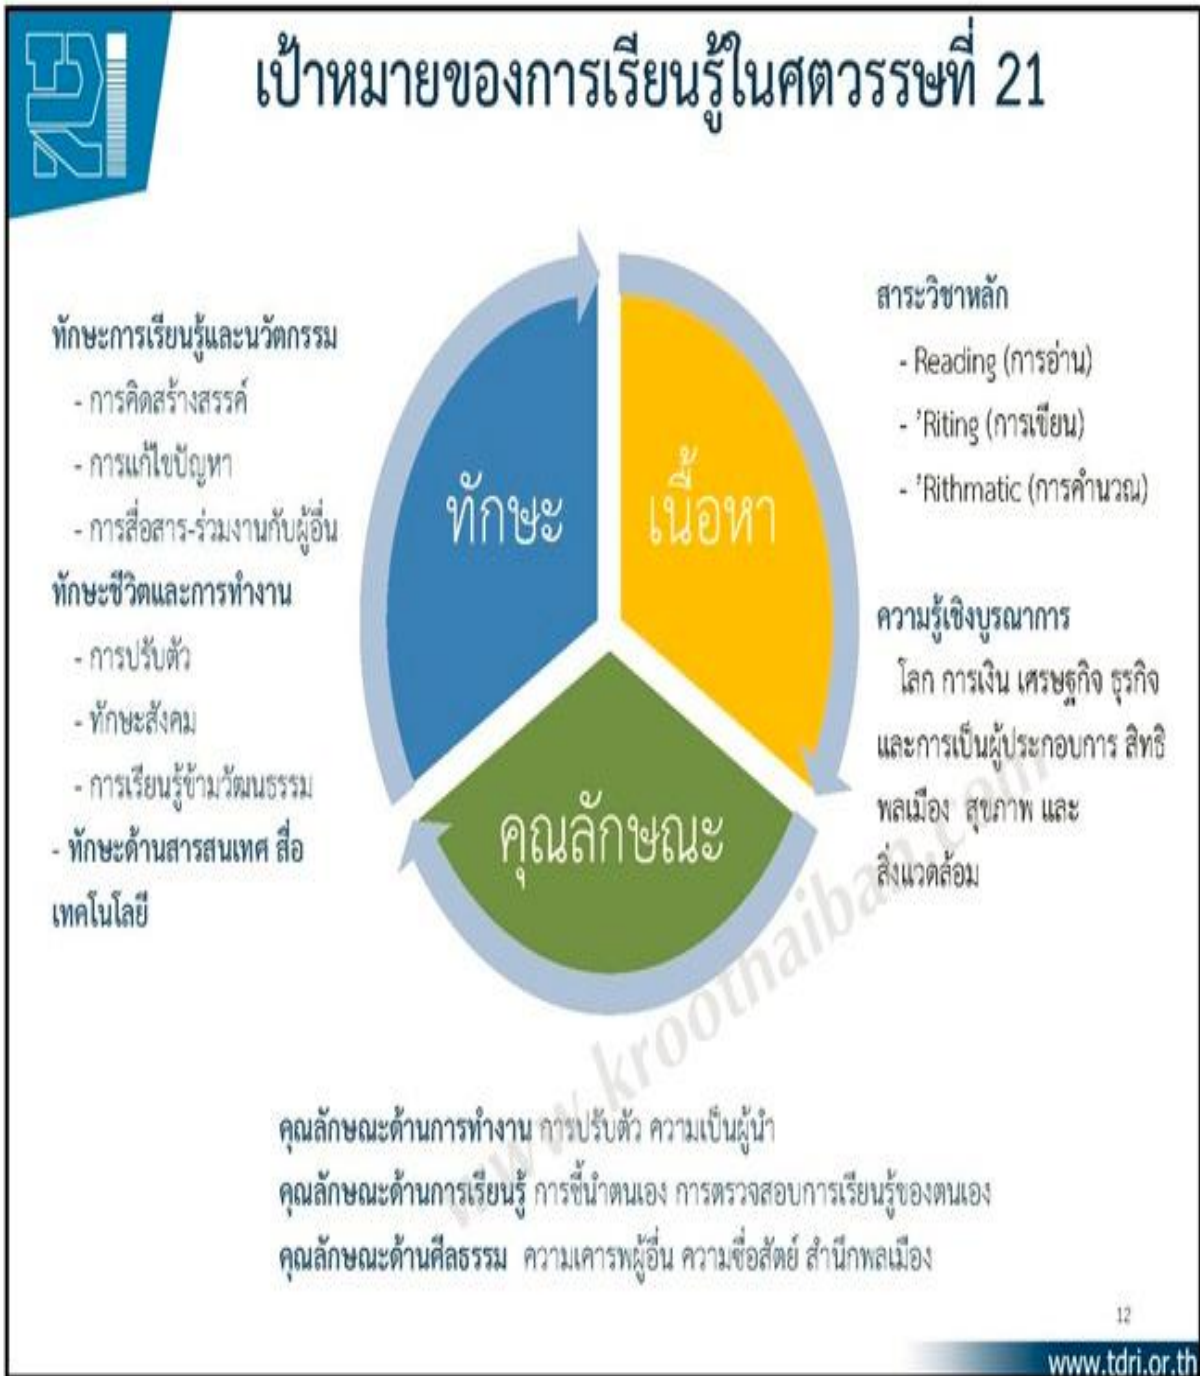 TDRI
เป้าหมายของการเรียนรู้ในศตวรรษที่ 21
ทักษะการเรียนรู้และนวัตกรรม
- การคิดสร้างสรรค์
- การแก้ไขปัญหา
- การสื่อสาร-ร่วมงานกับผู้อื่น
ทักษะชีวิตและการทำงาน
- การปรับตัว
- ทักษะสังคม
- การเรียนรู้ข้ามวัฒนธรรม
- ทักษะด้านสารสนเทศ สื่อ
เทคโนโลยี
ทักษะ
เนื้อหา
คุณลักษณะ
สาระวิชาหลัก
- Reading (การอ่าน)
- ’Riting (การเขียน)
- ’Rithmatic (การคำนวณ)
ความรู้เชิงบูรณาการ
โลก การเงิน เศรษฐกิจ ธุรกิจ
และการเป็นผู้ประกอบการ สิทธิ
พลเมือง สุขภาพ และ
สิ่งแวดล้อม
คุณลักษณะด้านการทำงาน การปรับตัว ความเป็นผู้นำ
คุณลักษณะด้านการเรียนรู้ การชี้นำตนเอง การตรวจสอบการเรียนรู้ของตนเอง
คุณลักษณะด้านศีลธรรม ความเคารพผู้อื่น ความซื่อสัตย์ สำนึกพลเมือง
www.kroothaiban.com
12
www.tdri.or.th